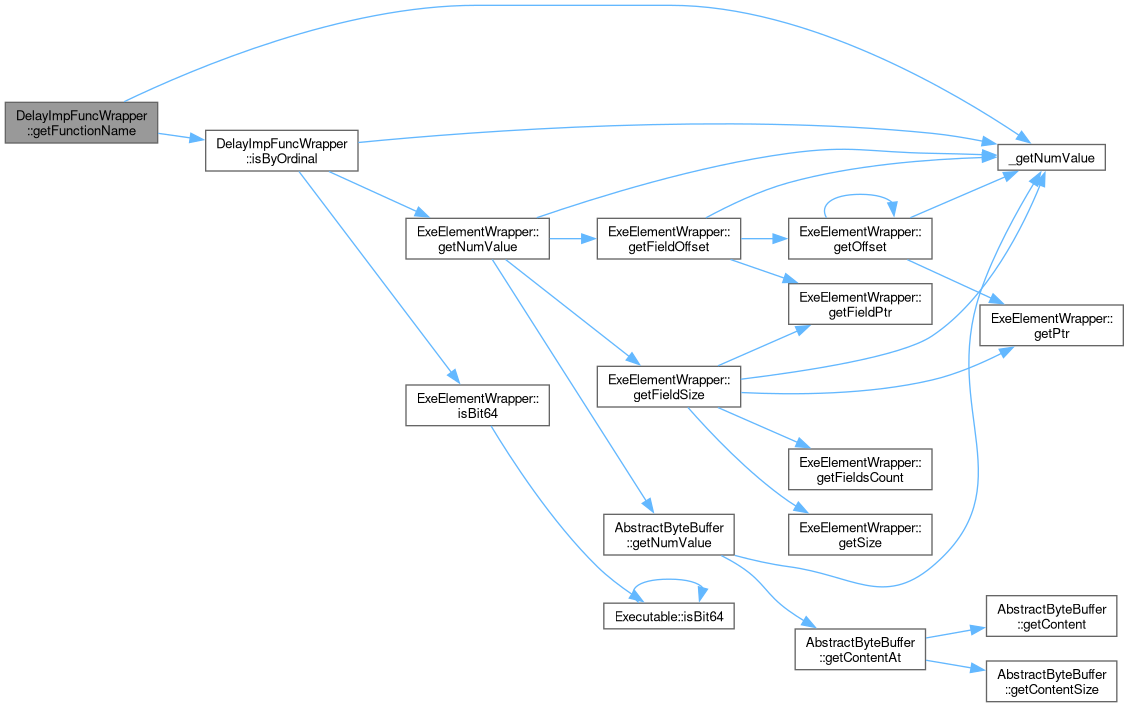 DelayImpFuncWrapper
::getFunctionName
DelayImpFuncWrapper
::isByOrdinal
_getNumValue
ExeElementWrapper::
getNumValue
ExeElementWrapper::
getFieldOffset
ExeElementWrapper::
getOffset
ExeElementWrapper::
getFieldPtr
ExeElementWrapper::
getPtr
ExeElementWrapper::
getFieldSize
ExeElementWrapper::
isBit64
ExeElementWrapper::
getFieldsCount
ExeElementWrapper::
getSize
AbstractByteBuffer
::getNumValue
Executable::isBit64
AbstractByteBuffer
::getContentAt
AbstractByteBuffer
::getContent
AbstractByteBuffer
::getContentSize